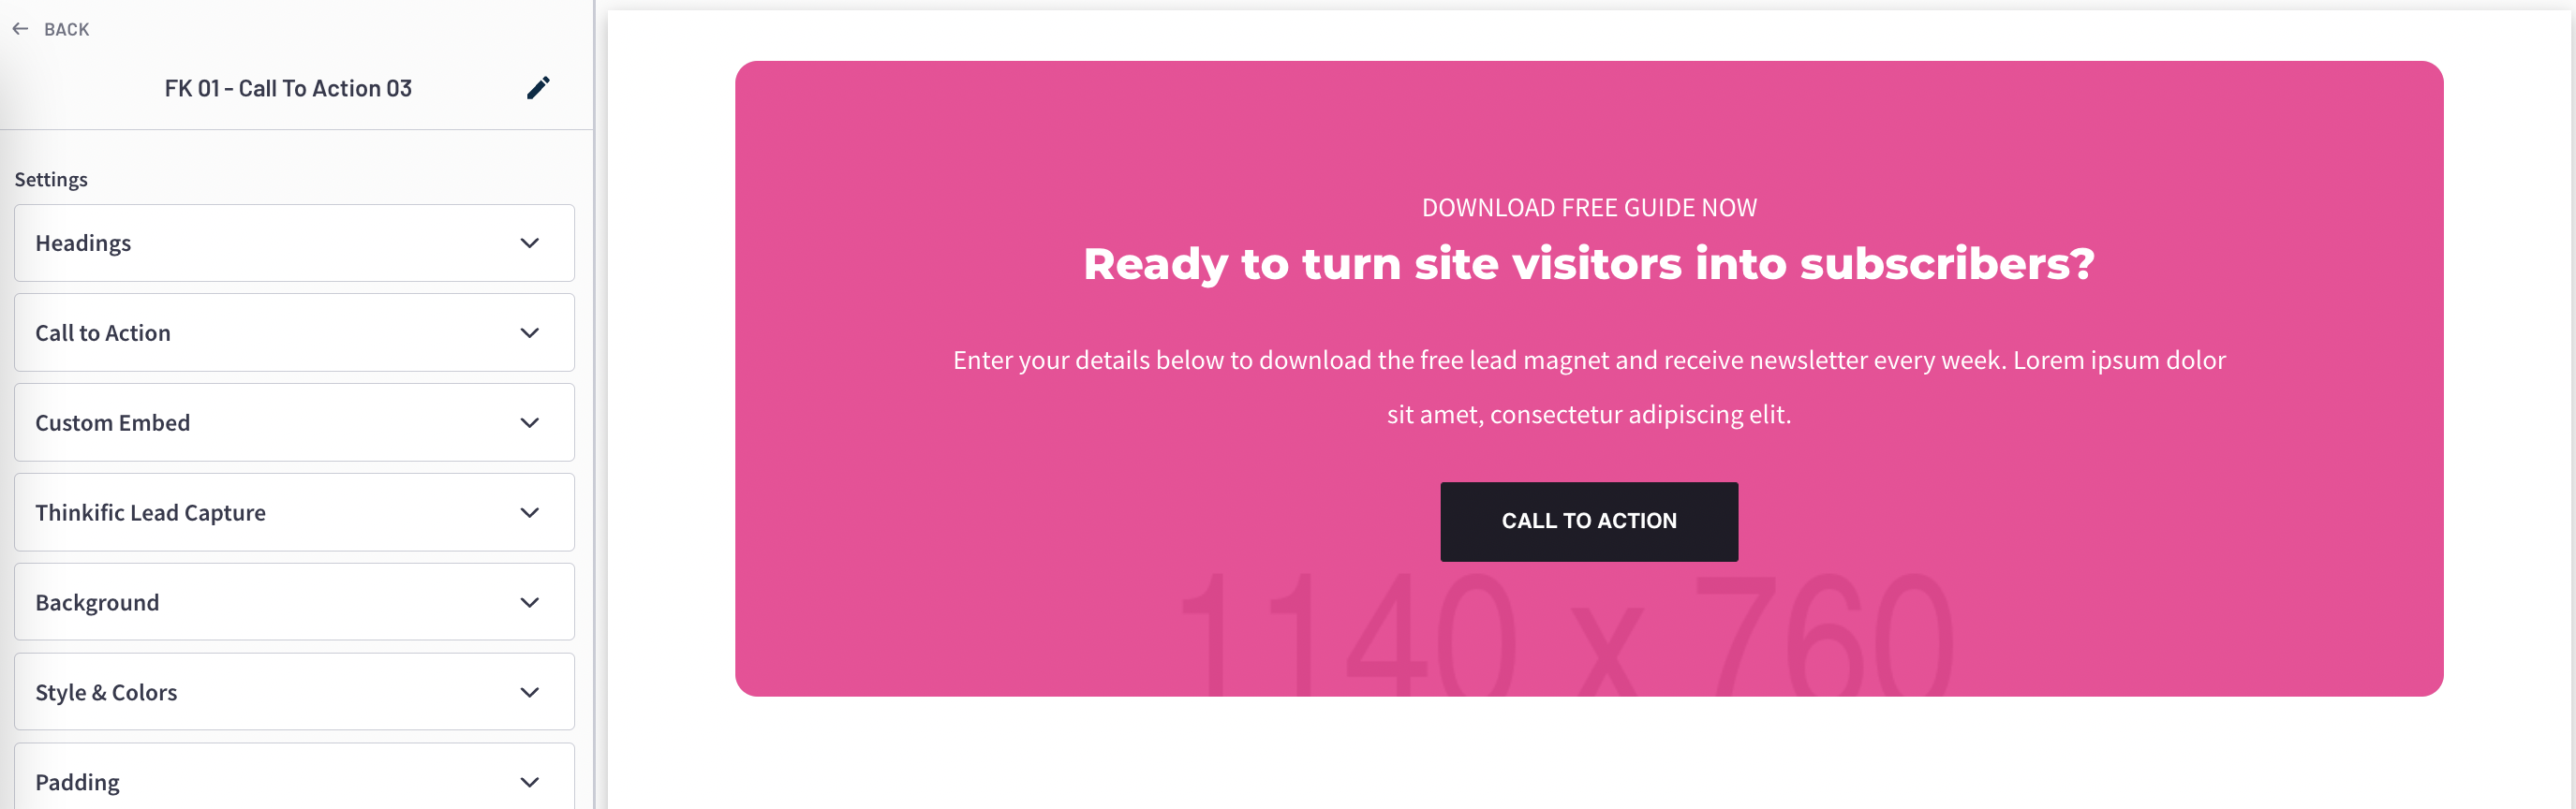 BACK
FK 01 - Call To Action 03
Settings
Headings
Call to Action
Custom Embed
Thinkific Lead Capture
Background
Style & Colors
Padding
DOWNLOAD FREE GUIDE NOW
Ready to turn site visitors into subscribers?
Enter your details below to download the free lead magnet and receive newsletter every week. Lorem ipsum dolor
sit amet, consectetur adipiscing elit.
CALL TO ACTION
1140 x 760